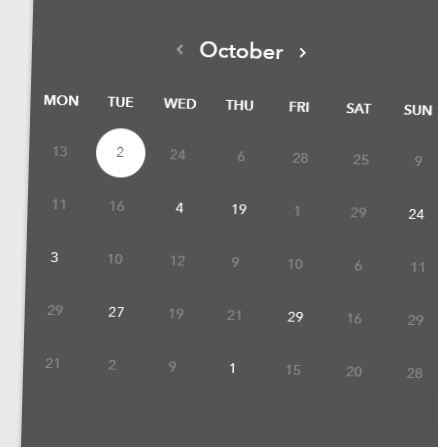 ‹ October ›
MON TUE WED THU FRI SAT SUN
13 2 24 6 28 25 9
11 16 4 19 1 29 24
3 10 12 9 10 6 11
29 27 19 21 29 16 29
21 2 9 1 15 20 28